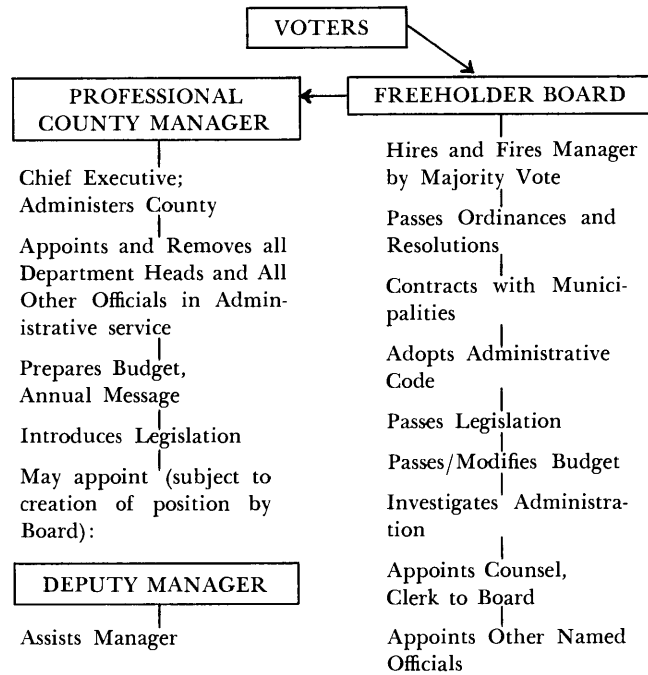 VOTERS
PROFESSIONAL
COUNTY MANAGER
Chief Executive;
Administers County
Appoints and Removes all
Department Heads and All
Other Officials in Admin-
istrative service
Prepares Budget,
Annual Message
Introduces Legislation
May appoint (subject to
creation of position by
Board):
DEPUTY MANAGER
Assists Manager
FREEHOLDER BOARD
Hires and Fires Manager
by Majority Vote
Passes Ordinances and
Resolutions
Contracts with Munici-
palities
Adopts Administrative
Code
Passes Legislation
Passes/Modifies Budget
Investigates Administra-
tion
Appoints Counsel,
Clerk to Board
Appoints Other Named
Officials